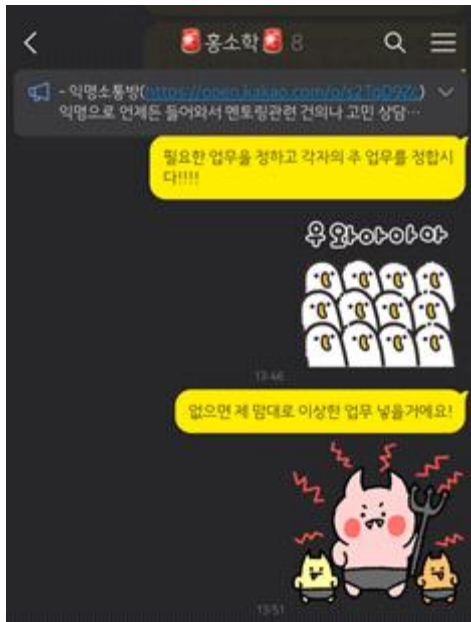 홍소학 8
- 익명소통방(https://open.kakao.com/o/s2TqD9Zc)
익명으로 언제든 들어와서 멘토링관련 건의나 고민 상담…
필요한 업무을 정하고 각자의 주 업무를 정합시
다!!!!
우와아아아아
13:46
없으면 제 맘대로 이상한 업무 넣을거에요!
13:51